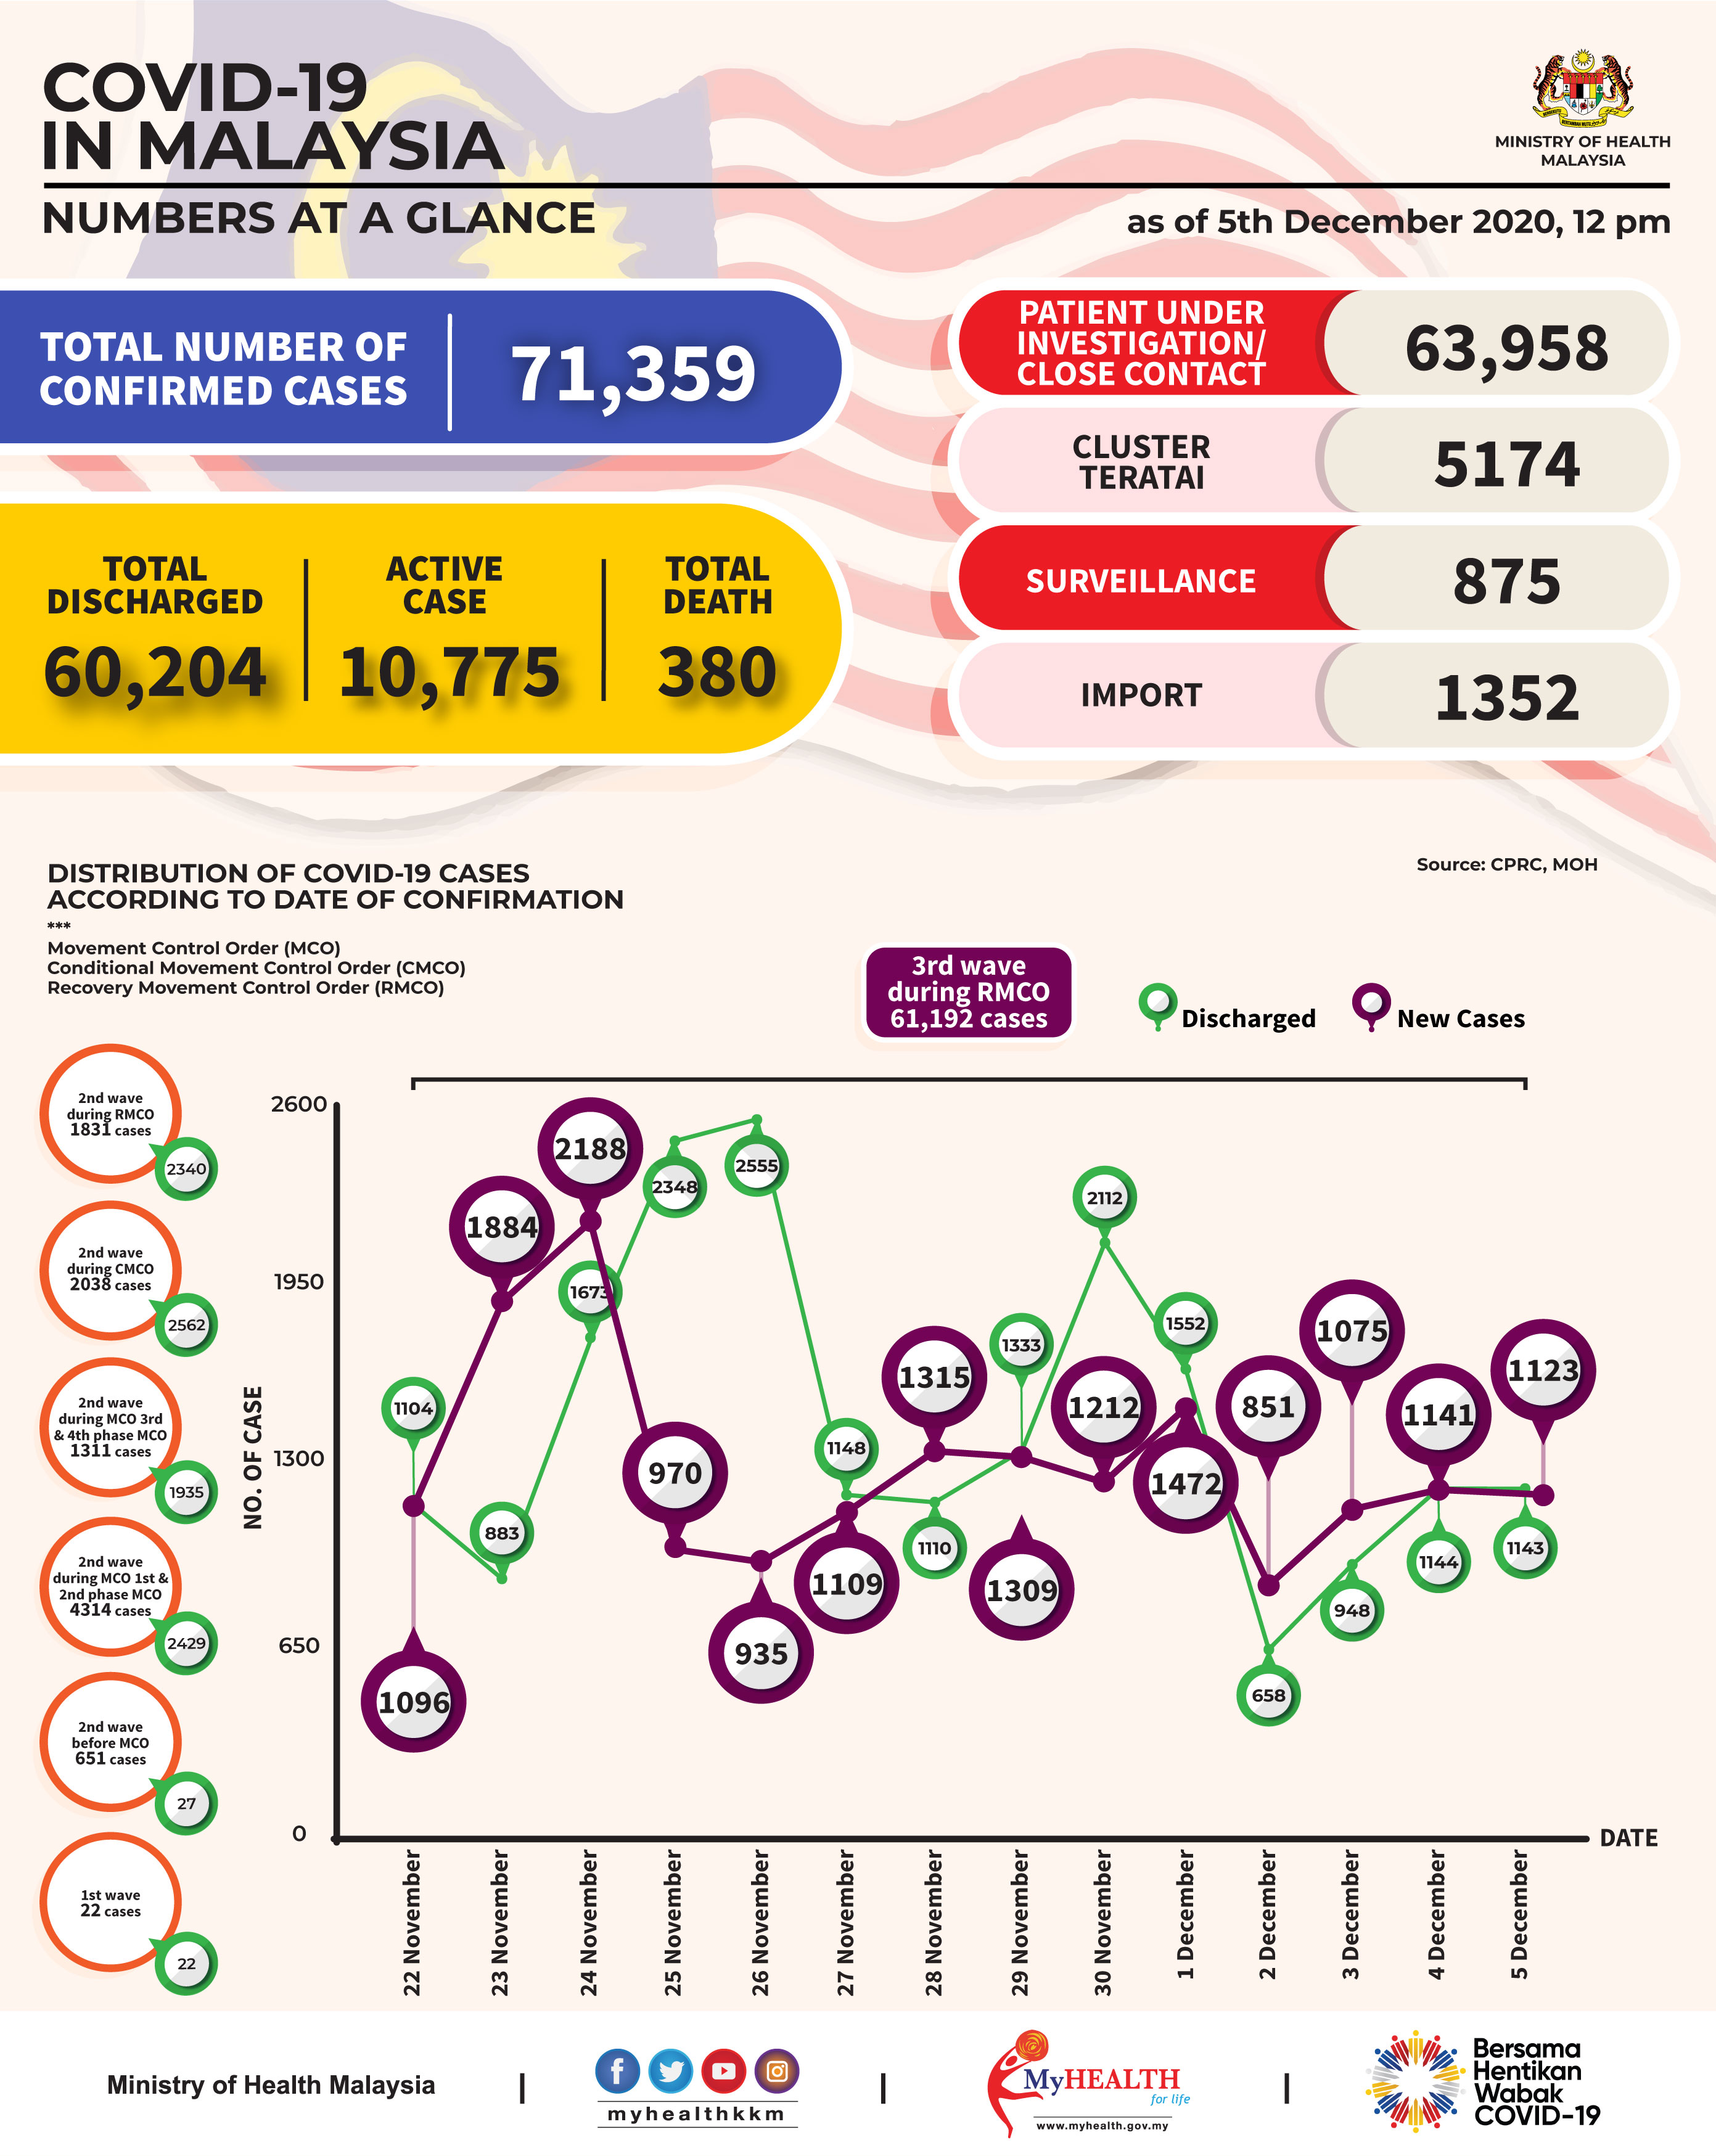 COVID-19
IN MALAYSIA
MINISTRY OF HEALTH
MALAYSIA
NUMBERS AT A GLANCE
as of 5th December 2020, 12 pm
TOTAL NUMBER OF
CONFIRMED CASES
71,359
PATIENT UNDER
INVESTIGATION/
CLOSE CONTACT
63,958
CLUSTER
TERATAI
5174
SURVEILLANCE
875
IMPORT
1352
TOTAL
DISCHARGED
60,204
ACTIVE
CASE
10,775
TOTAL
DEATH
380
Source: CPRC, MOH
DISTRIBUTION OF COVID-19 CASES
ACCORDING TO DATE OF CONFIRMATION
***
Movement Control Order (MCO)
Conditional Movement Control Order (CMCO)
Recovery Movement Control Order (RMCO)
3rd wave
during RMCO
61,192 cases
Discharged
New Cases
2nd wave
during RMCO
1831 cases
2340
2nd wave
during CMCO
2038 cases
2562
2nd wave
during MCO 3rd
& 4th phase MCO
1311 cases
1935
2nd wave
during MCO 1st &
2nd phase MCO
4314 cases
2429
2nd wave
before MCO
651 cases
27
1st wave
22 cases
22
NO. OF CASE
2600
1950
1300
650
0
1104
1096
1884
883
2188
1673
2348
970
2555
935
1148
1109
1315
1110
1333
1309
2112
1212
1552
1472
851
658
1075
948
1141
1144
1123
1143
DATE
22 November
23 November
24 November
25 November
26 November
27 November
28 November
29 November
30 November
1 December
2 December
3 December
4 December
5 December
Ministry of Health Malaysia
myhealthkkm
MyHEALTH
for life
www.myhealth.gov.my
Bersama
Hentikan
Wabak
COVID-19